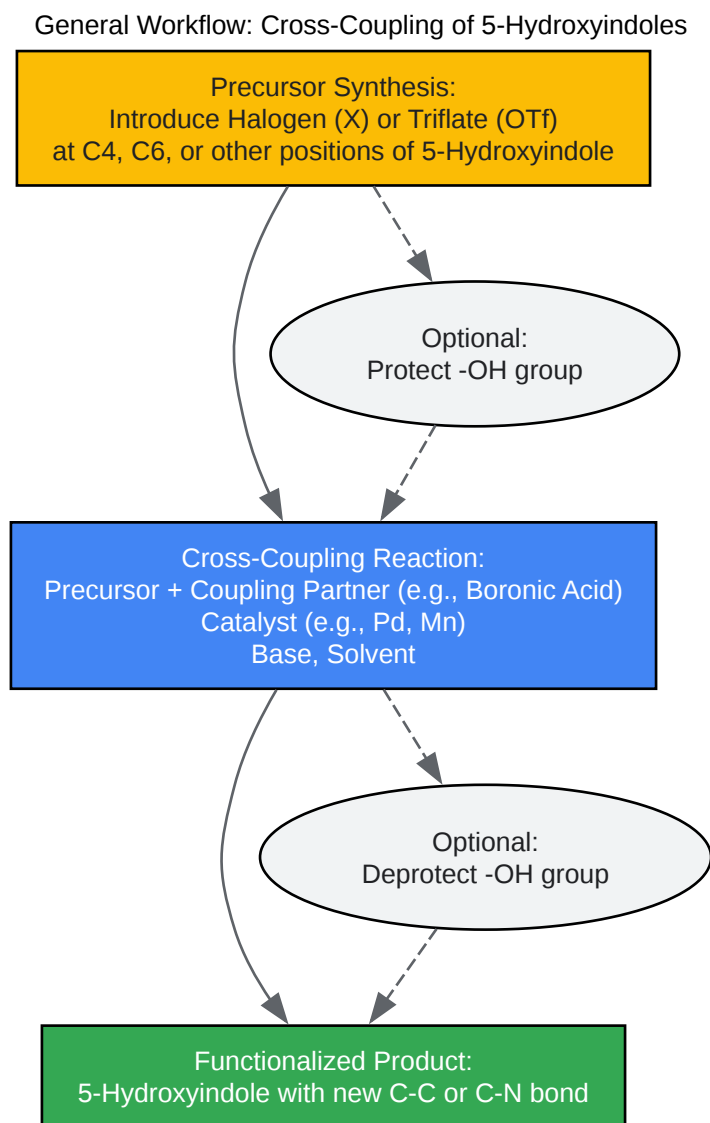 General Workflow: Cross-Coupling of 5-Hydroxyindoles
Precursor Synthesis:
Introduce Halogen (X) or Triflate (OTf)
at C4, C6, or other positions of 5-Hydroxyindole
Optional:
Protect -OH group
Cross-Coupling Reaction:
Precursor + Coupling Partner (e.g., Boronic Acid)
Catalyst (e.g., Pd, Mn)
Base, Solvent
Optional:
Deprotect -OH group
Functionalized Product:
5-Hydroxyindole with new C-C or C-N bond